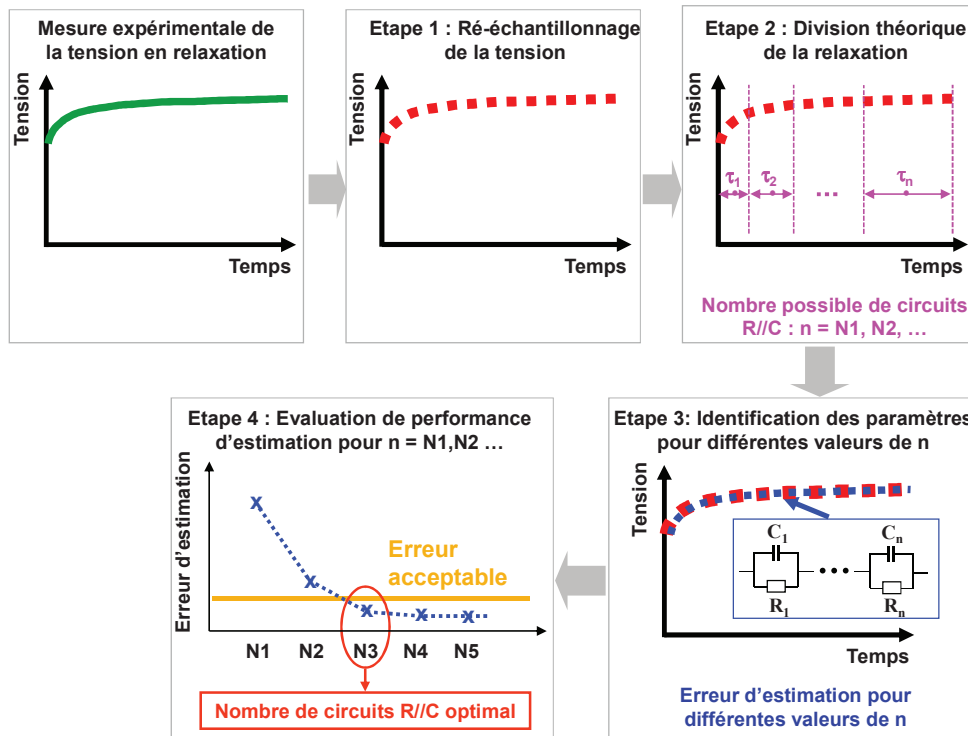 Mesure expérimentale de
la tension en relaxation
Tension
Temps
Etape 1 : Ré-échantillonnage
de la tension
Tension
Temps
Etape 2 : Division théorique
de la relaxation
Tension
τ1 τ2 ... τn
Temps
Nombre possible de circuits
R//C : n = N1, N2, …
Etape 3: Identification des paramètres
pour différentes valeurs de n
Tension
C1 Cn
R1 Rn
Temps
Erreur d'estimation pour
différentes valeurs de n
Etape 4 : Evaluation de performance
d'estimation pour n = N1,N2 …
Erreur d'estimation
Erreur
acceptable
N1 N2 N3 N4 N5
Nombre de circuits R//C optimal